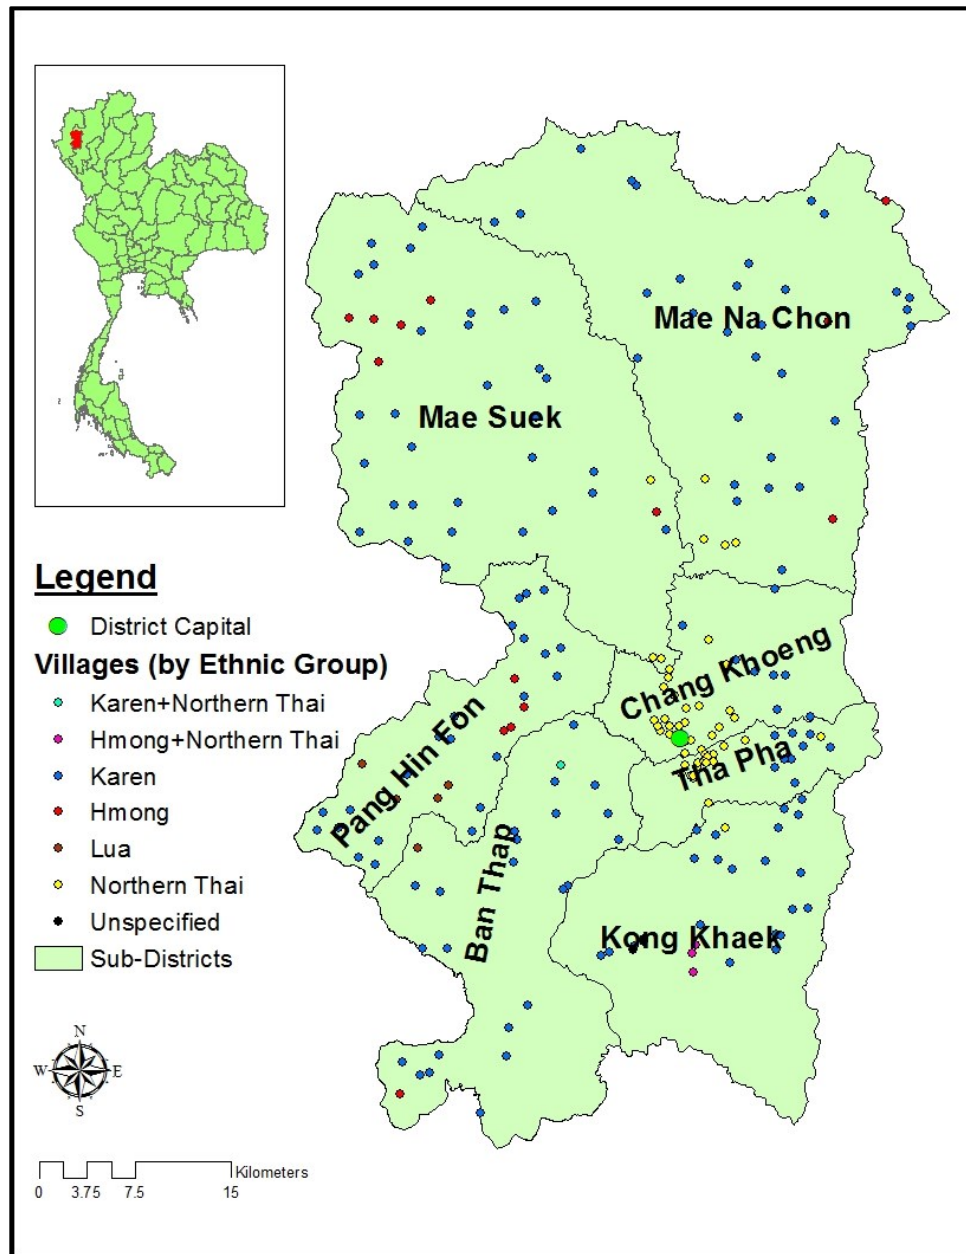 Mae Na Chon
Mae Suek
Chang Khoeng
Tha Pha
Pang Hin Fon
Ban Thap
Kong Khaek
Legend
District Capital
Villages (by Ethnic Group)
Karen+Northern Thai
Hmong+Northern Thai
Karen
Hmong
Lua
Northern Thai
Unspecified
Sub-Districts
N
W E
S
Kilometers
0 3.75 7.5 15